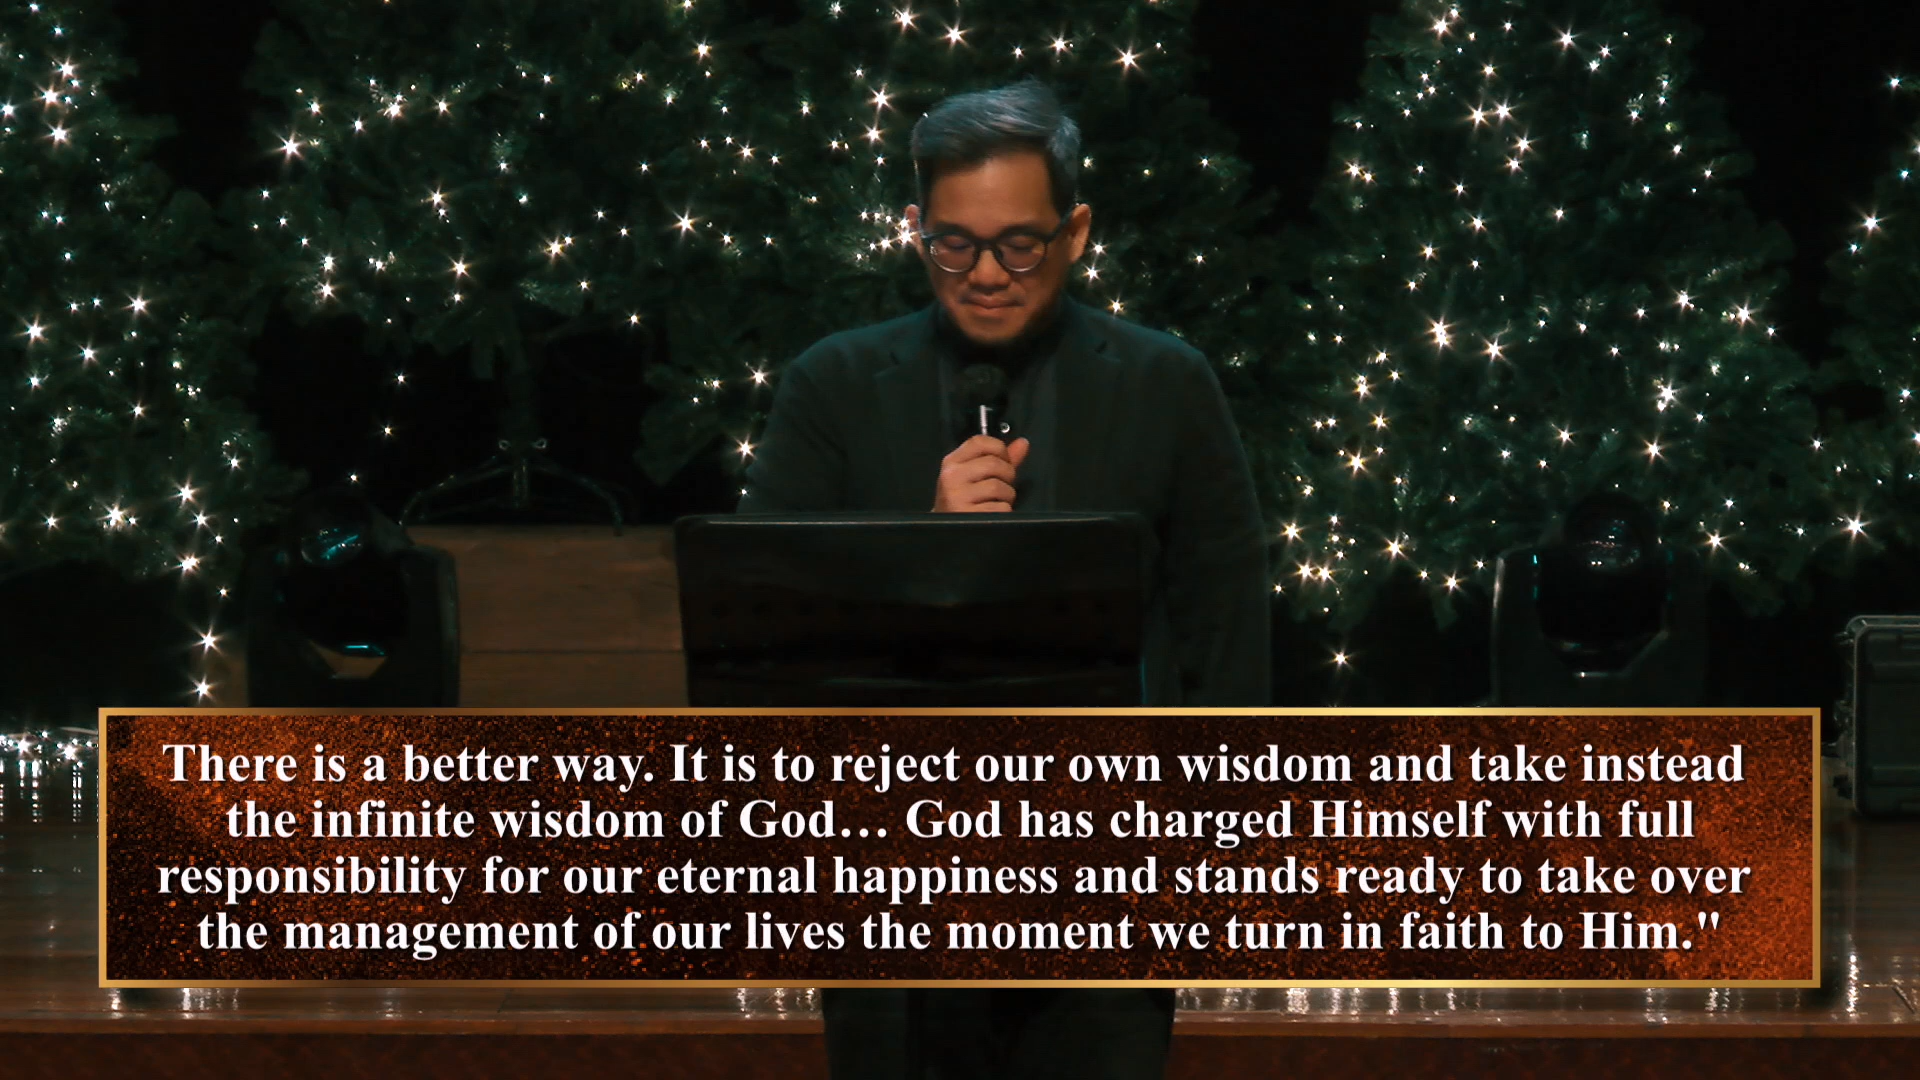 There is a better way. It is to reject our own wisdom and take instead
the infinite wisdom of God… God has charged Himself with full
responsibility for our eternal happiness and stands ready to take over
the management of our lives the moment we turn in faith to Him."